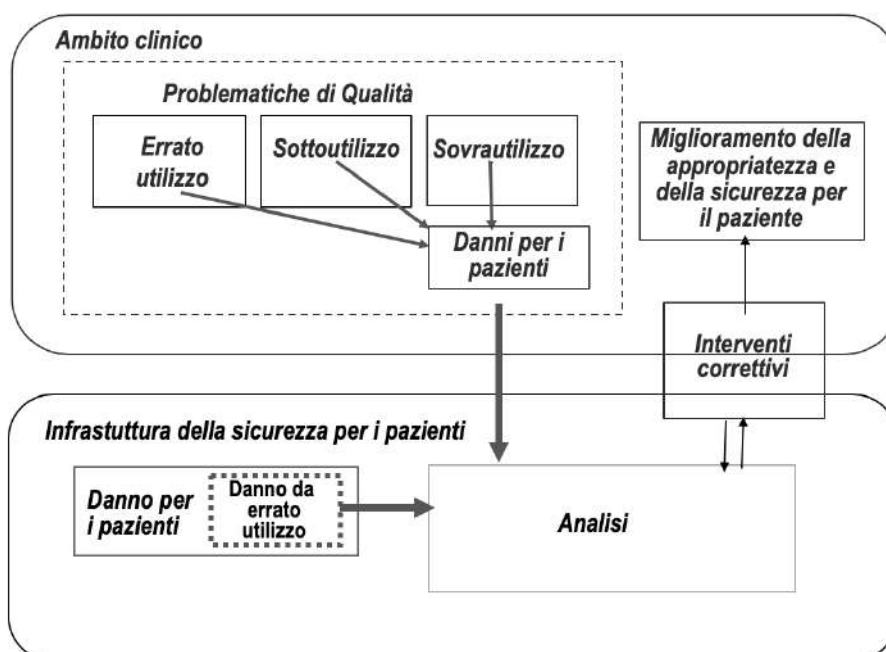 Ambito clinico
Problematiche di Qualità
Errato
utilizzo
Sottoutilizzo
Sovrautilizzo
Danni per i
pazienti
Miglioramento della
appropriatezza e
della sicurezza per
il paziente
Interventi
correttivi
Infrastuttura della sicurezza per i pazienti
Danno per
i pazienti
Danno da
errato
utilizzo
Analisi